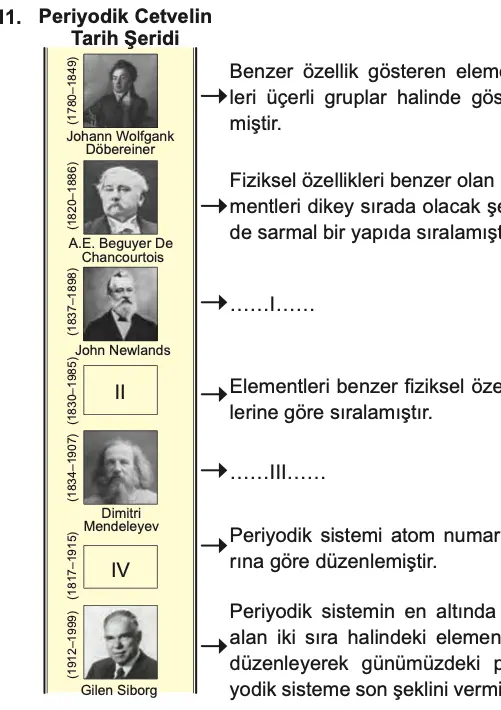 11. Periyodik Cetvelin
Tarih Şeridi
(1780–1849)
Johann Wolfgank
Döbereiner
Benzer özellik gösteren eleme
leri üçerli gruplar halinde gös
miştir.
(1820–1886)
A.E. Beguyer De
Chancourtois
Fiziksel özellikleri benzer olan
mentleri dikey sırada olacak şe
de sarmal bir yapıda sıralamışt
(1837–1898)
John Newlands
......I......
(1830–1985)
II
Elementleri benzer fiziksel öze
lerine göre sıralamıştır.
(1834–1907)
Dimitri
Mendeleyev
......III......
(1817–1915)
IV
Periyodik sistemi atom numar
rına göre düzenlemiştir.
(1912–1999)
Gilen Siborg
Periyodik sistemin en altında
alan iki sıra halindeki elemen
düzenleyerek günümüzdeki p
yodik sisteme son şeklini vermi